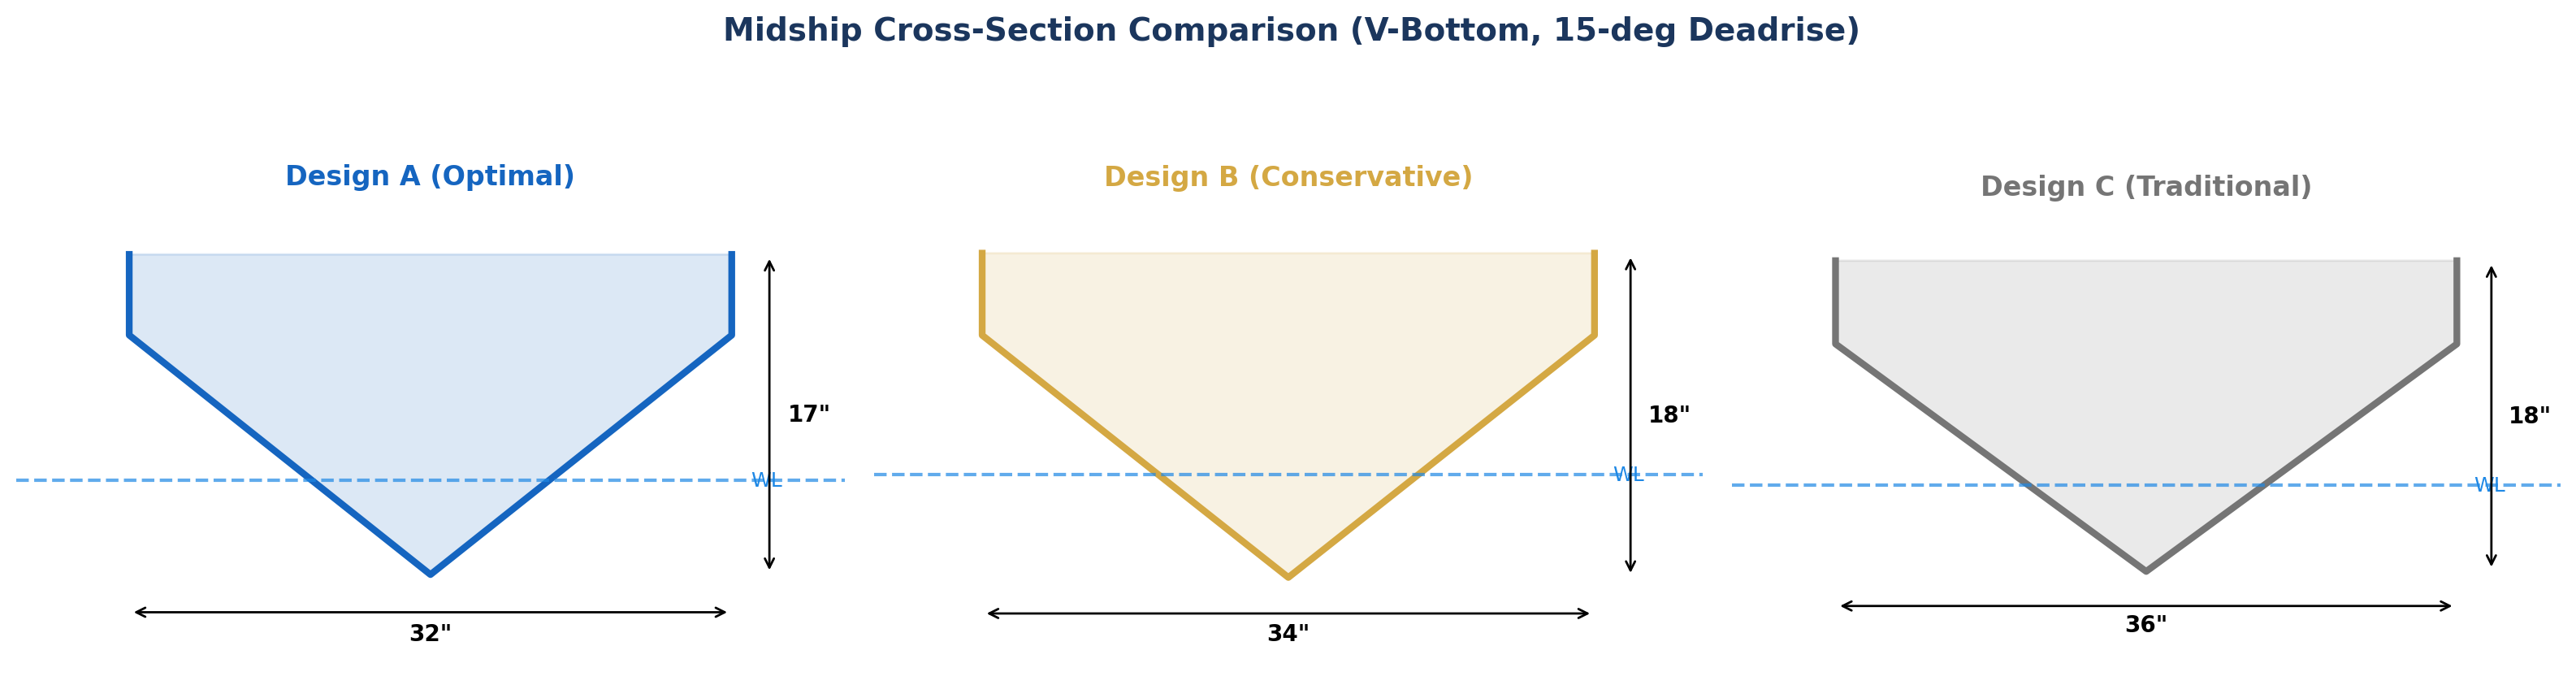 Midship Cross-Section Comparison (V-Bottom, 15-deg Deadrise)
Design A (Optimal)
17"
WL
32"
Design B (Conservative)
18"
WL
34"
Design C (Traditional)
18"
WL
36"